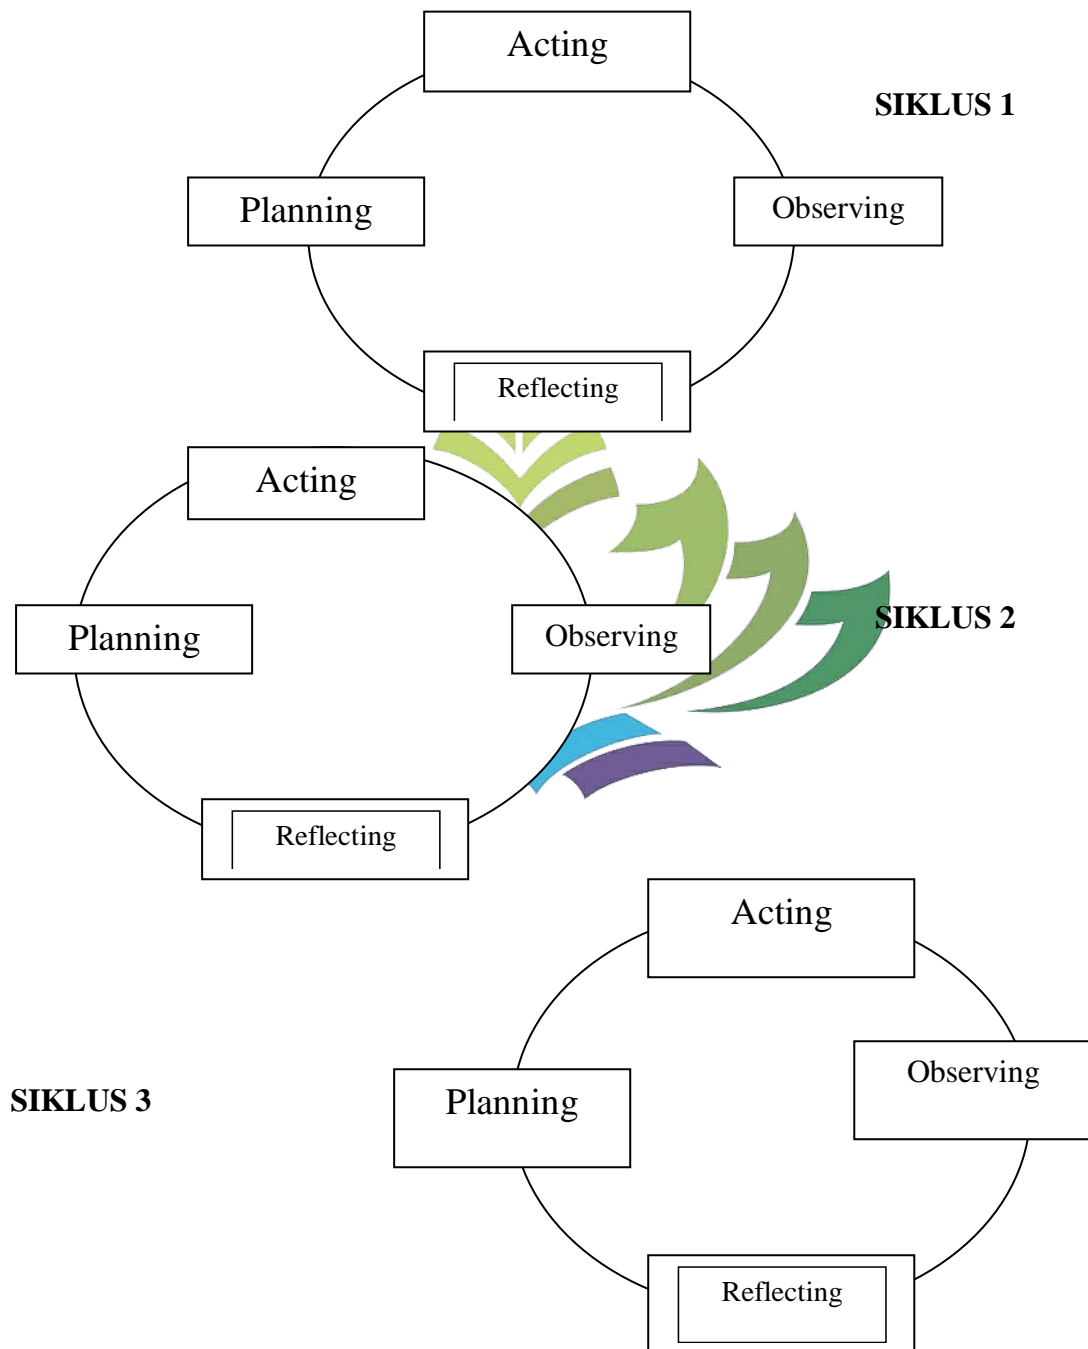 Acting
SIKLUS 1
Planning
Observing
Reflecting
Acting
Planning
Observing
SIKLUS 2
Reflecting
Acting
Observing
Planning
SIKLUS 3
Reflecting